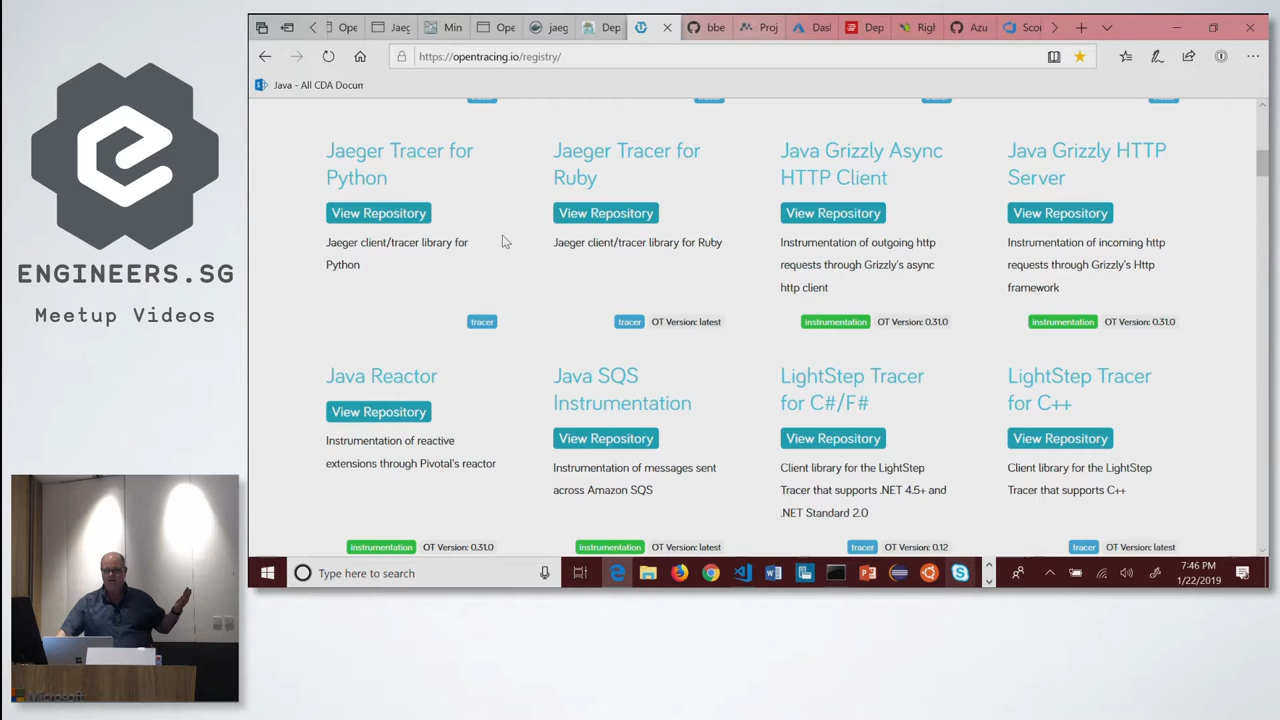 Ope
Jaeg
Min
Ope
jaeg
Dep
bbe
Proj
Dash
Dep
Righ
Azu
Scor
https://opentracing.io/registry/
Java - All CDA Docum
Jaeger Tracer for
Python
View Repository
Jaeger client/tracer library for
Python
tracer
Jaeger Tracer for
Ruby
View Repository
Jaeger client/tracer library for Ruby
tracer OT Version: latest
Java Grizzly Async
HTTP Client
View Repository
Instrumentation of outgoing http
requests through Grizzly's async
http client
instrumentation OT Version: 0.31.0
Java Grizzly HTTP
Server
View Repository
Instrumentation of incoming http
requests through Grizzly's Http
framework
instrumentation OT Version: 0.31.0
Java Reactor
View Repository
Instrumentation of reactive
extensions through Pivotal's reactor
instrumentation OT Version: 0.31.0
Java SQS
Instrumentation
View Repository
Instrumentation of messages sent
across Amazon SQS
instrumentation OT Version: latest
LightStep Tracer
for C#/F#
View Repository
Client library for the LightStep
Tracer that supports .NET 4.5+ and
.NET Standard 2.0
tracer OT Version: 0.12
LightStep Tracer
for C++
View Repository
Client library for the LightStep
Tracer that supports C++
tracer OT Version: latest
Type here to search
7:46 PM
1/22/2019
ENGINEERS.SG
Meetup Videos
Microsoft